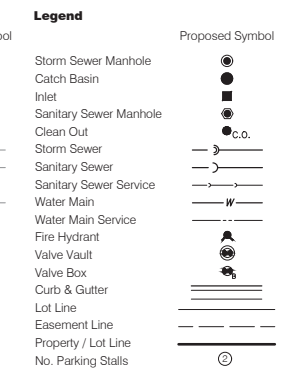 Legend
ool Proposed Symbol
Storm Sewer Manhole
Catch Basin
Inlet
Sanitary Sewer Manhole
Clean Out C.O.
Storm Sewer
Sanitary Sewer
Sanitary Sewer Service
Water Main W
Water Main Service
Fire Hydrant
Valve Vault
Valve Box B
Curb & Gutter
Lot Line
Easement Line
Property / Lot Line
No. Parking Stalls 2